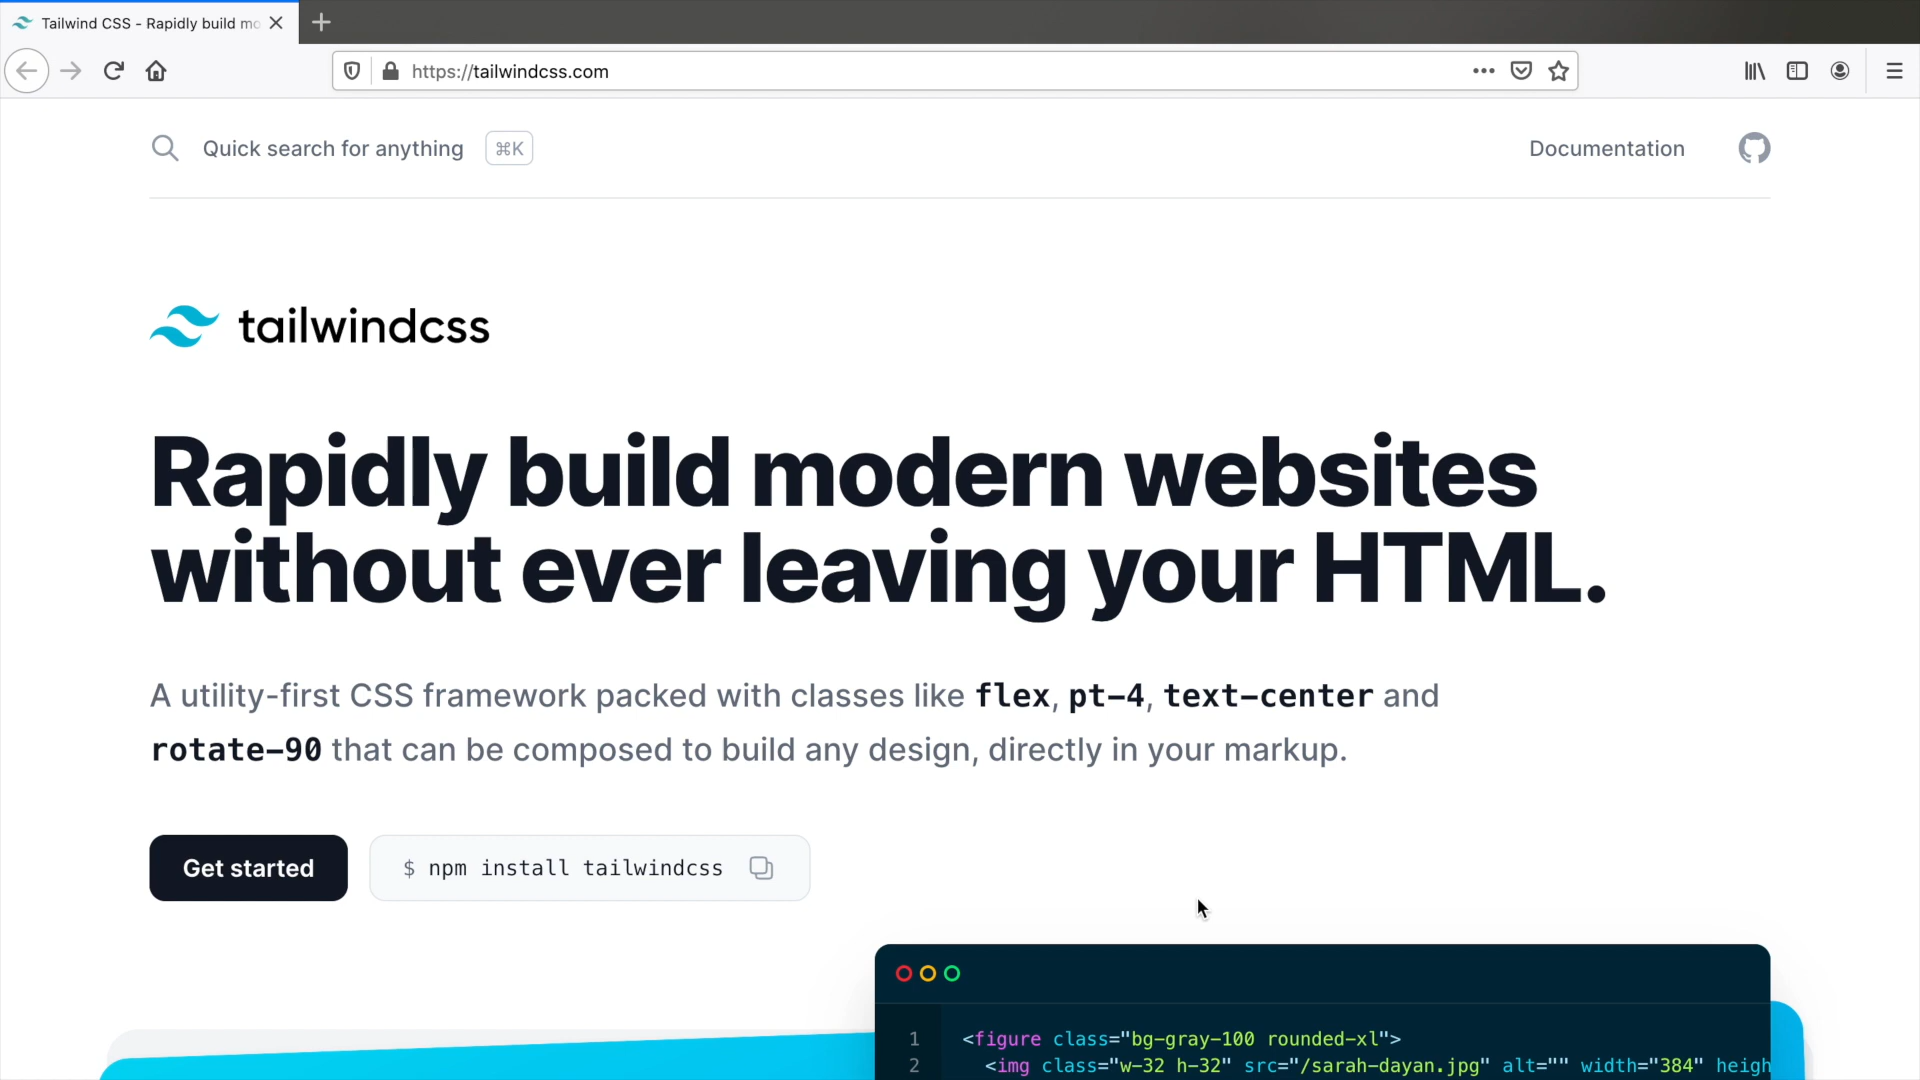 Tailwind CSS - Rapidly build mo
https://tailwindcss.com
Quick search for anything ⌘K
Documentation
tailwindcss
Rapidly build modern websites
without ever leaving your HTML.
A utility-first CSS framework packed with classes like flex, pt-4, text-center and
rotate-90 that can be composed to build any design, directly in your markup.
Get started
$ npm install tailwindcss
1 <figure class="bg-gray-100 rounded-xl">
2 <img class="w-32 h-32" src="/sarah-dayan.jpg" alt="" width="384" heigh